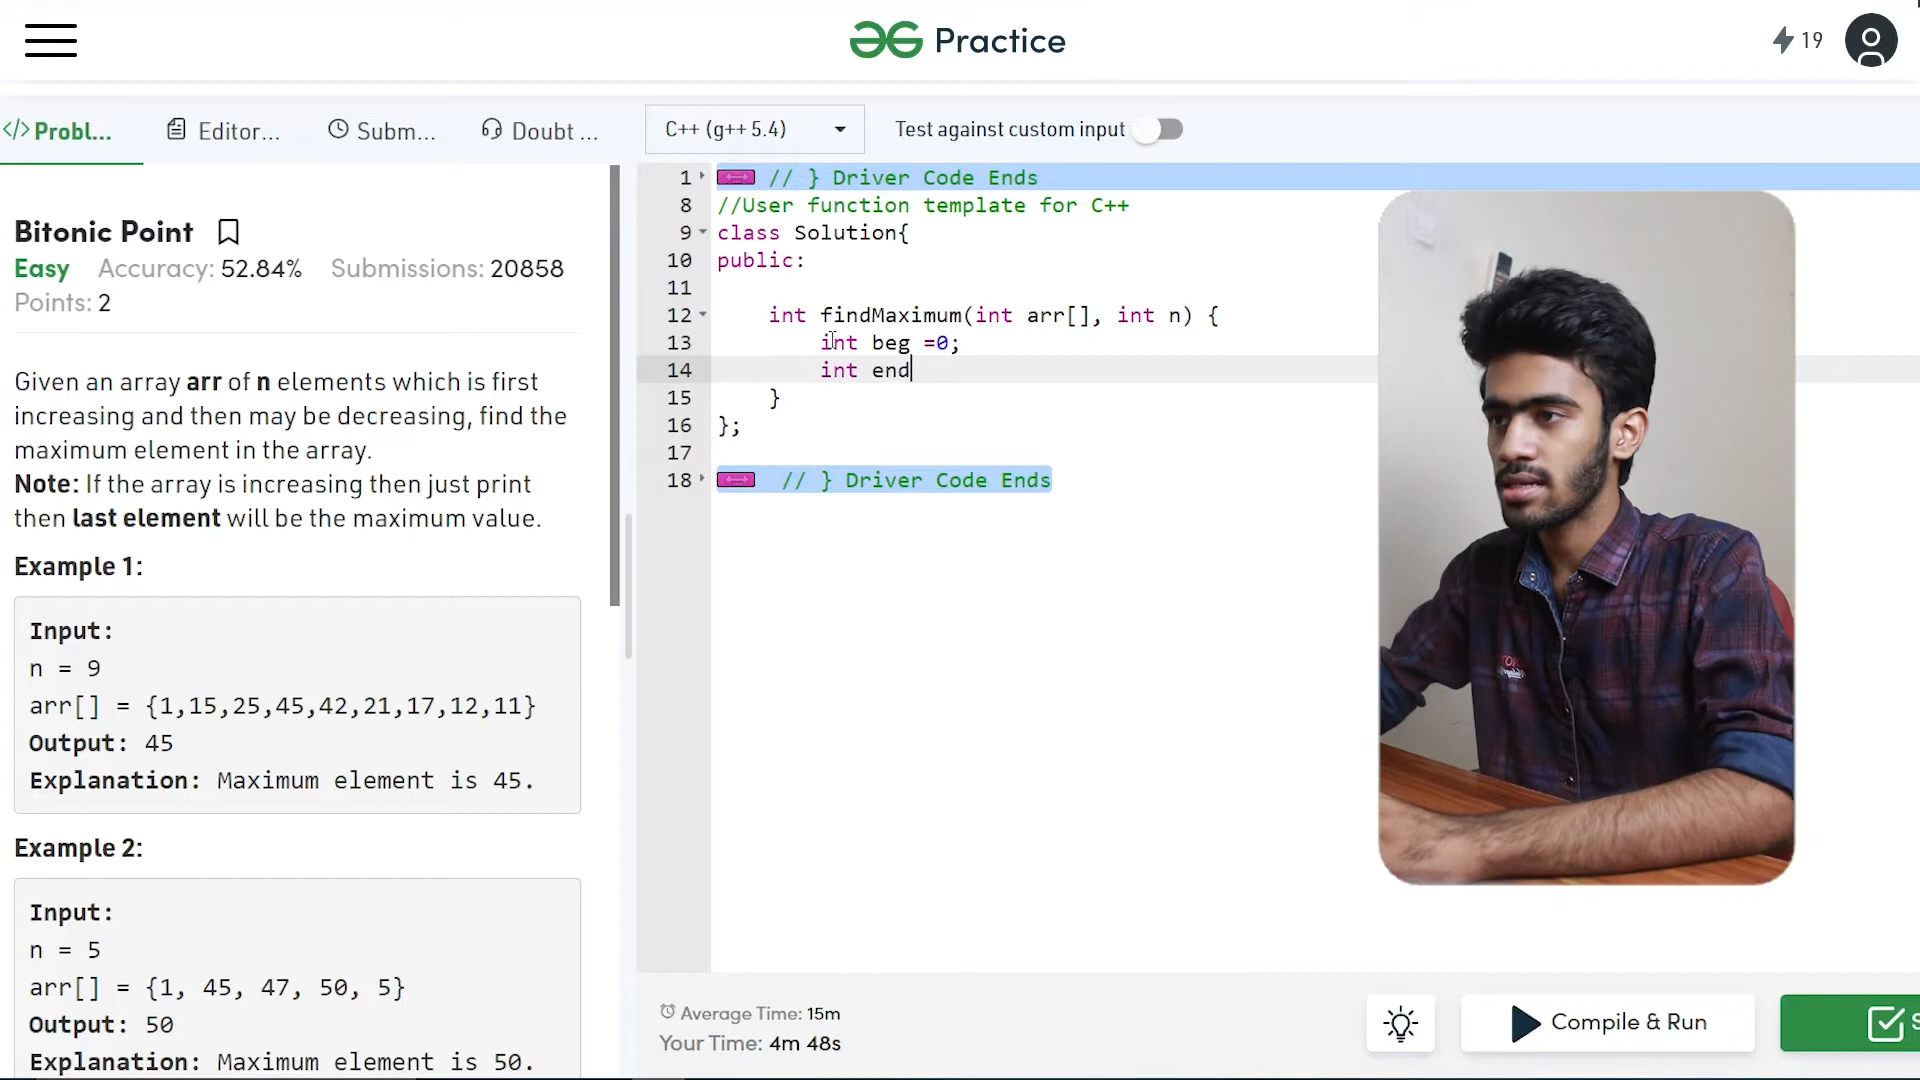 Practice
19
</> Probl...
Editor...
Subm...
Doubt ...
C++ (g++ 5.4)
Test against custom input
Bitonic Point
Easy Accuracy: 52.84% Submissions: 20858
Points: 2
Given an array arr of n elements which is first
increasing and then may be decreasing, find the
maximum element in the array.
Note: If the array is increasing then just print
then last element will be the maximum value.
Example 1:
Input:
n = 9
arr[] = {1,15,25,45,42,21,17,12,11}
Output: 45
Explanation: Maximum element is 45.
Example 2:
Input:
n = 5
arr[] = {1, 45, 47, 50, 5}
Output: 50
Explanation: Maximum element is 50.
1 // } Driver Code Ends
8 //User function template for C++
9 class Solution{
10 public:
11
12 int findMaximum(int arr[], int n) {
13 int beg =0;
14 int end
15 }
16 };
17
18 // } Driver Code Ends
Average Time: 15m
Your Time: 4m 48s
Compile & Run
S